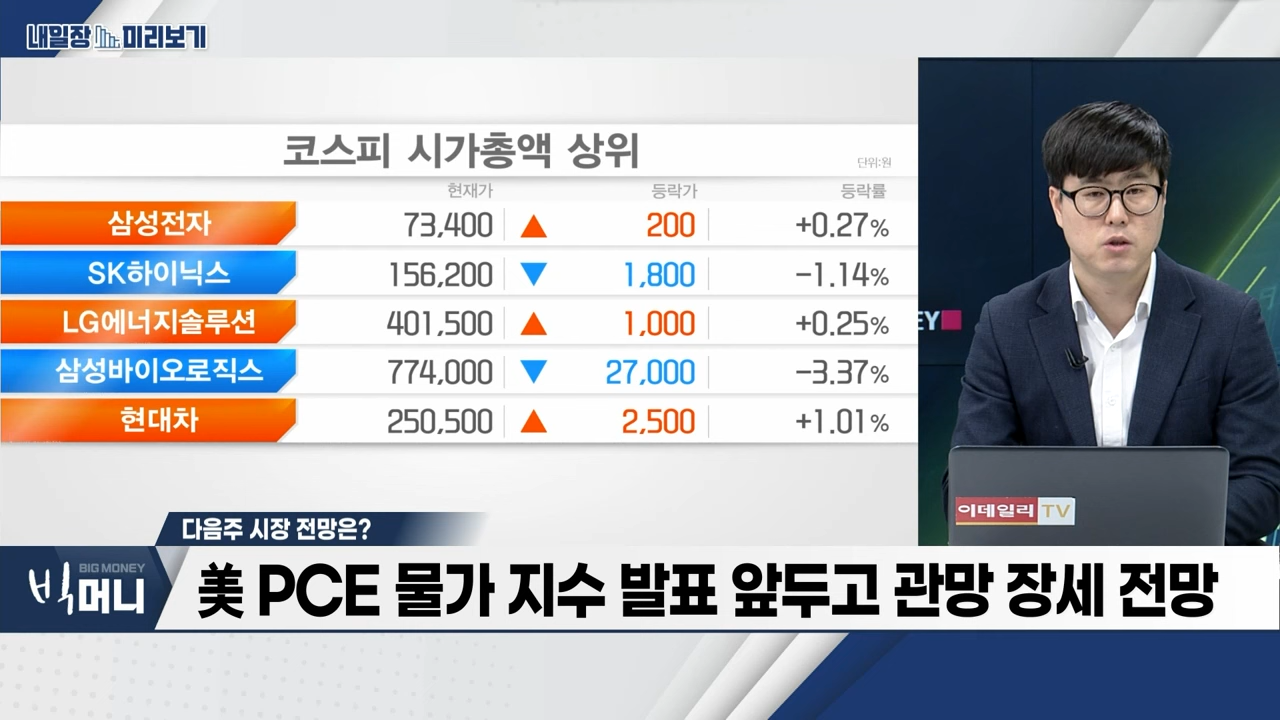 내일장 미리보기
코스피 시가총액 상위
단위:원
현재가 등락가 등락률
삼성전자 73,400 ▲ 200 +0.27%
SK하이닉스 156,200 ▼ 1,800 -1.14%
LG에너지솔루션 401,500 ▲ 1,000 +0.25%
삼성바이오로직스 774,000 ▼ 27,000 -3.37%
현대차 250,500 ▲ 2,500 +1.01%
EY
이데일리 TV
다음주 시장 전망은?
BIG MONEY
빅머니
美 PCE 물가 지수 발표 앞두고 관망 장세 전망